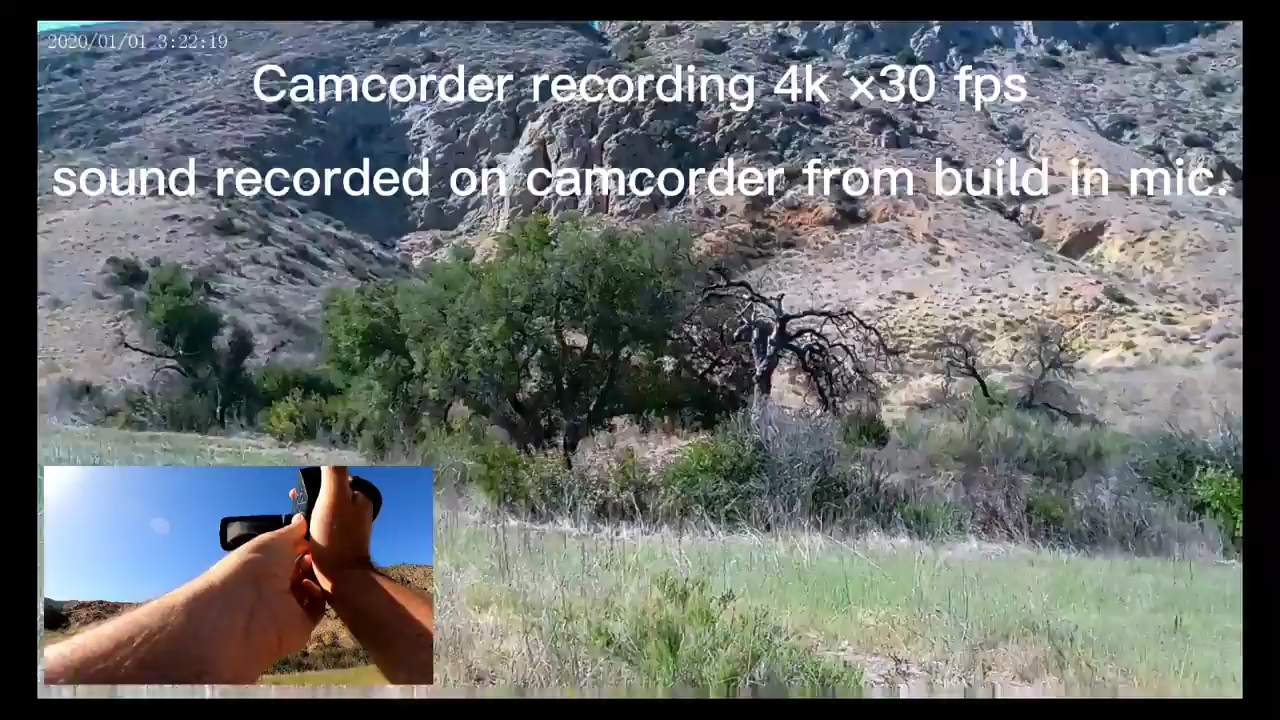 2020/01/01 3:22:19
Camcorder recording 4k ×30 fps
sound recorded on camcorder from build in mic.